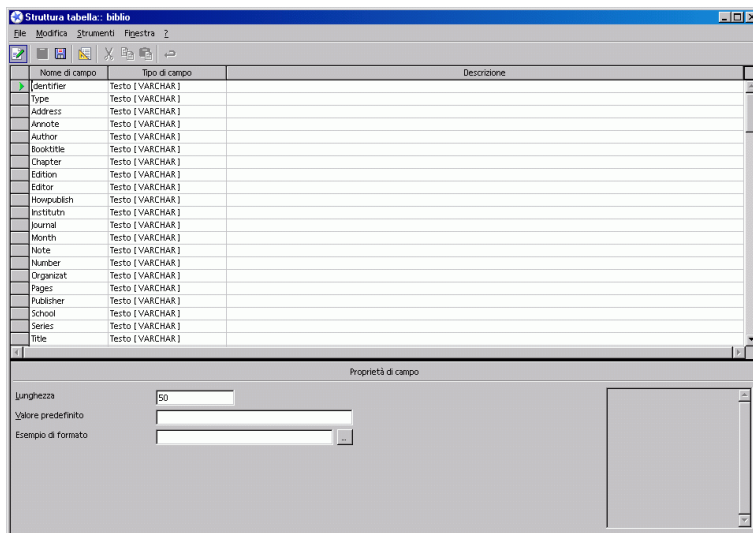 Struttura tabella:: biblio
File Modifica Strumenti Finestra ?
Nome di campo Tipo di campo Descrizione
Identifier Testo [ VARCHAR ]
Type Testo [ VARCHAR ]
Address Testo [ VARCHAR ]
Annote Testo [ VARCHAR ]
Author Testo [ VARCHAR ]
Booktitle Testo [ VARCHAR ]
Chapter Testo [ VARCHAR ]
Edition Testo [ VARCHAR ]
Editor Testo [ VARCHAR ]
Howpublish Testo [ VARCHAR ]
Institutn Testo [ VARCHAR ]
Journal Testo [ VARCHAR ]
Month Testo [ VARCHAR ]
Note Testo [ VARCHAR ]
Number Testo [ VARCHAR ]
Organizat Testo [ VARCHAR ]
Pages Testo [ VARCHAR ]
Publisher Testo [ VARCHAR ]
School Testo [ VARCHAR ]
Series Testo [ VARCHAR ]
Title Testo [ VARCHAR ]
Proprietà di campo
Lunghezza 50
Valore predefinito
Esempio di formato ...